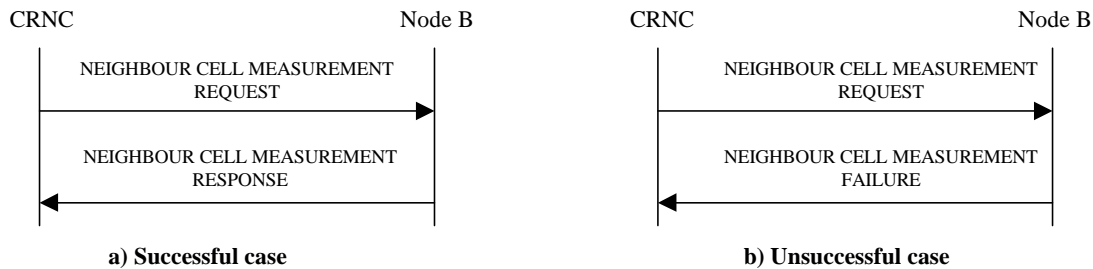 CRNC
Node B
NEIGHBOUR CELL MEASUREMENT
REQUEST
NEIGHBOUR CELL MEASUREMENT
RESPONSE
a) Successful case
CRNC
Node B
NEIGHBOUR CELL MEASUREMENT
REQUEST
NEIGHBOUR CELL MEASUREMENT
FAILURE
b) Unsuccessful case